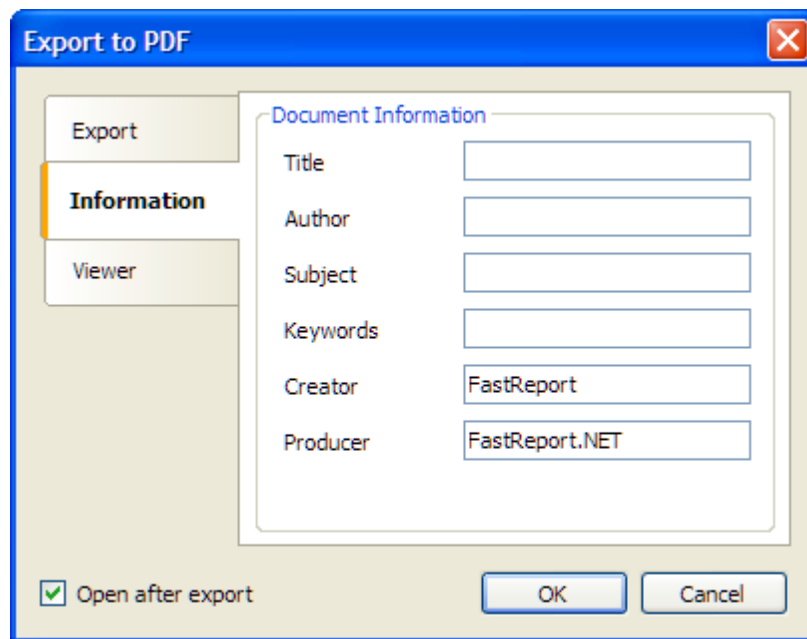 Export to PDF
Export
Information
Viewer
Document Information
Title
Author
Subject
Keywords
Creator FastReport
Producer FastReport.NET
Open after export OK Cancel